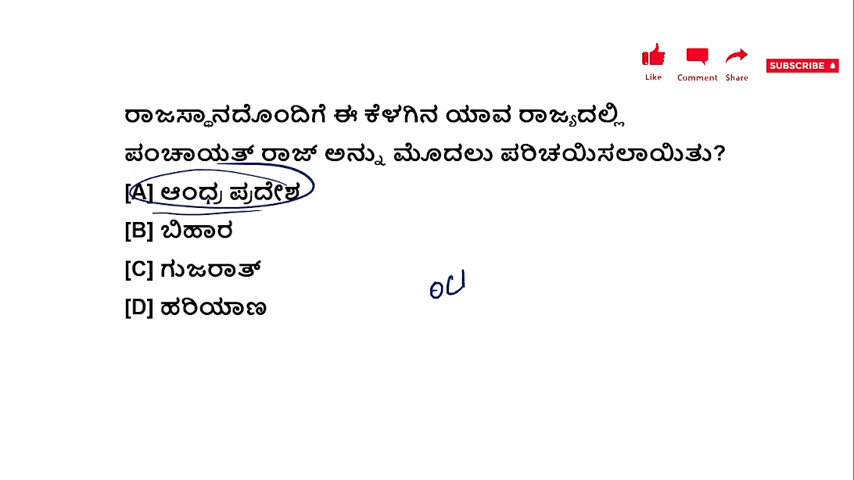 Like Comment Share SUBSCRIBE
ರಾಜಸ್ಥಾನದೊಂದಿಗೆ ಈ ಕೆಳಗಿನ ಯಾವ ರಾಜ್ಯದಲ್ಲಿ
ಪಂಚಾಯತ್ ರಾಜ್ ಅನ್ನು ಮೊದಲು ಪರಿಚಯಿಸಲಾಯಿತು?
[A] ಆಂಧ್ರ ಪ್ರದೇಶ
[B] ಬಿಹಾರ
[C] ಗುಜರಾತ್
[D] ಹರಿಯಾಣ